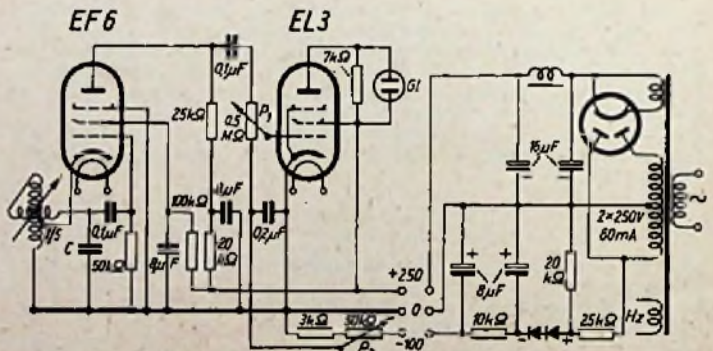 EF6
EL3
0,1μF
7kΩ
Gl
25kΩ
0,5
MΩ
P₁
16μF
2×250V
60mA
1/5
C
0,1μF
50kΩ
8μF
100kΩ
20
kΩ
0,2μF
+250
0
-100
8μF
20
kΩ
Hz
3kΩ
50kΩ
10kΩ
25kΩ